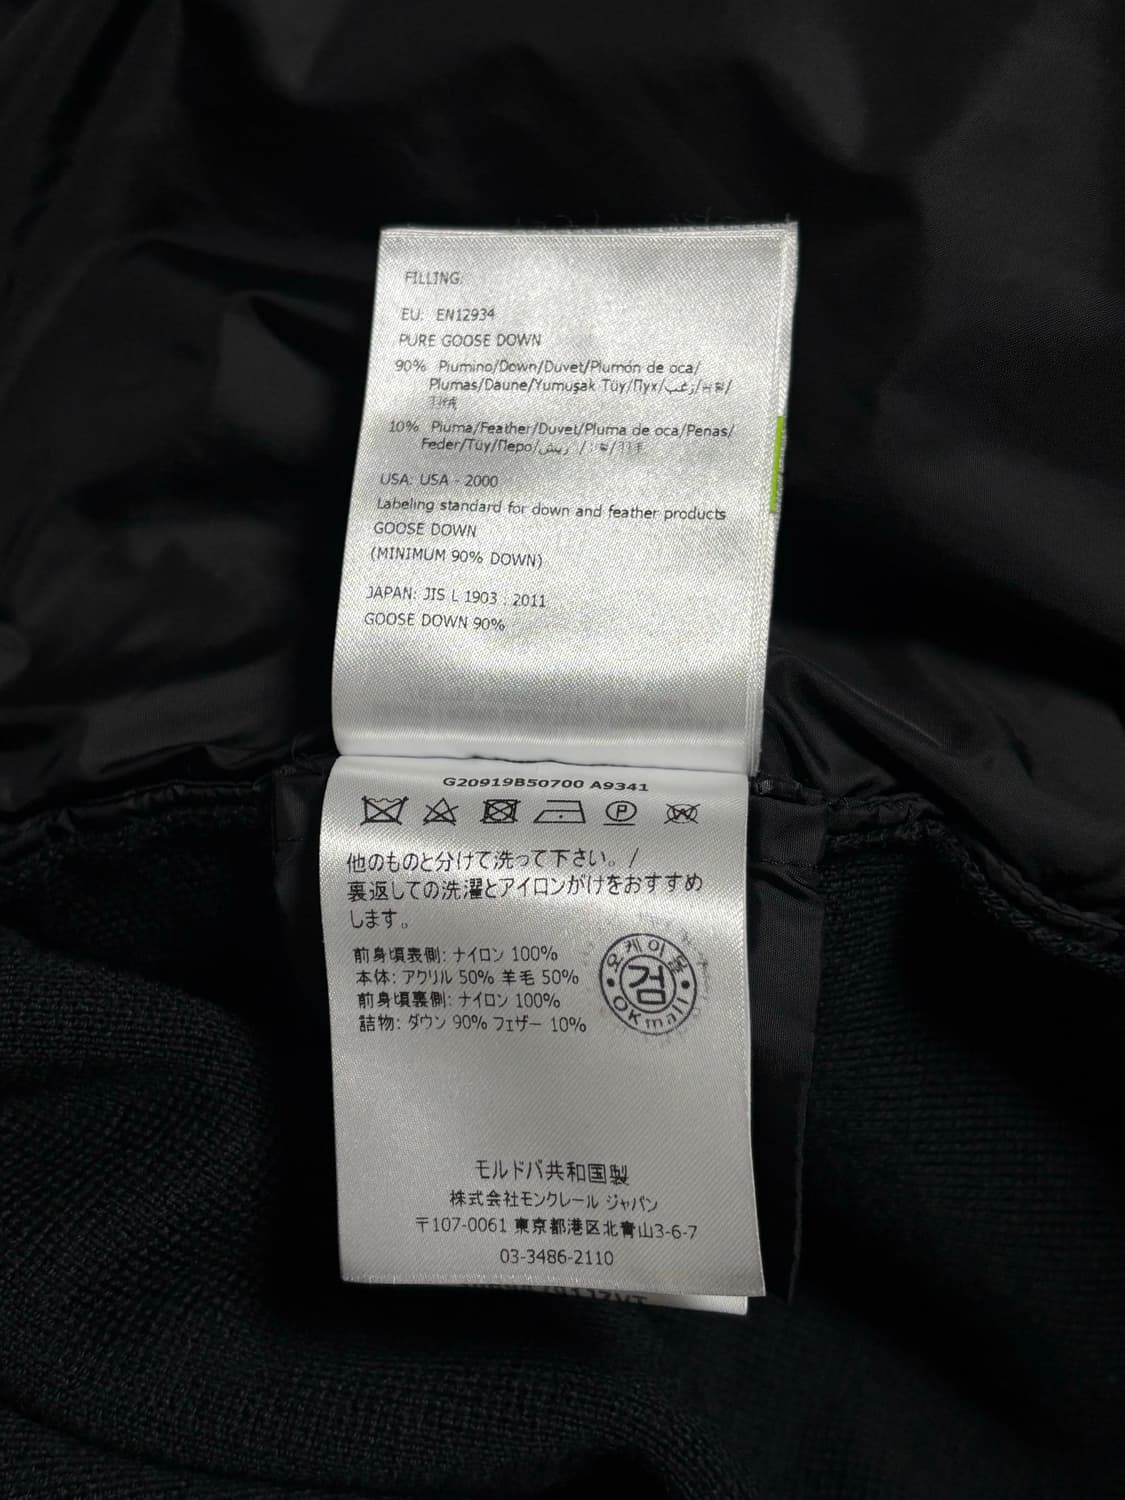 FILLING:
EU: EN12934
PURE GOOSE DOWN
90% Piumino/Down/Duvet/Plumón de oca/
Plumas/Daune/Yumuşak Tüy/Пух/زغب/
10% Piuma/Feather/Duvet/Pluma de oca/Penas/
Feder/Tüy/Перо/ريش/
USA: USA - 2000
Labeling standard for down and feather products
GOOSE DOWN
(MINIMUM 90% DOWN)
JAPAN: JIS L 1903 : 2011
GOOSE DOWN 90%
G20919B50700 A9341
P
W
他のものと分けて洗って下さい。/
裏返しての洗濯とアイロンがけをおすすめ
します。
前身頃表側: ナイロン 100%
本体: アクリル 50% 羊毛 50%
前身頃裏側: ナイロン 100%
詰物: ダウン 90% フェザー 10%
오케이몰
검
OKmall
モルドバ共和国製
株式会社モンクレール ジャパン
〒107-0061 東京都港区北青山3-6-7
03-3486-2110